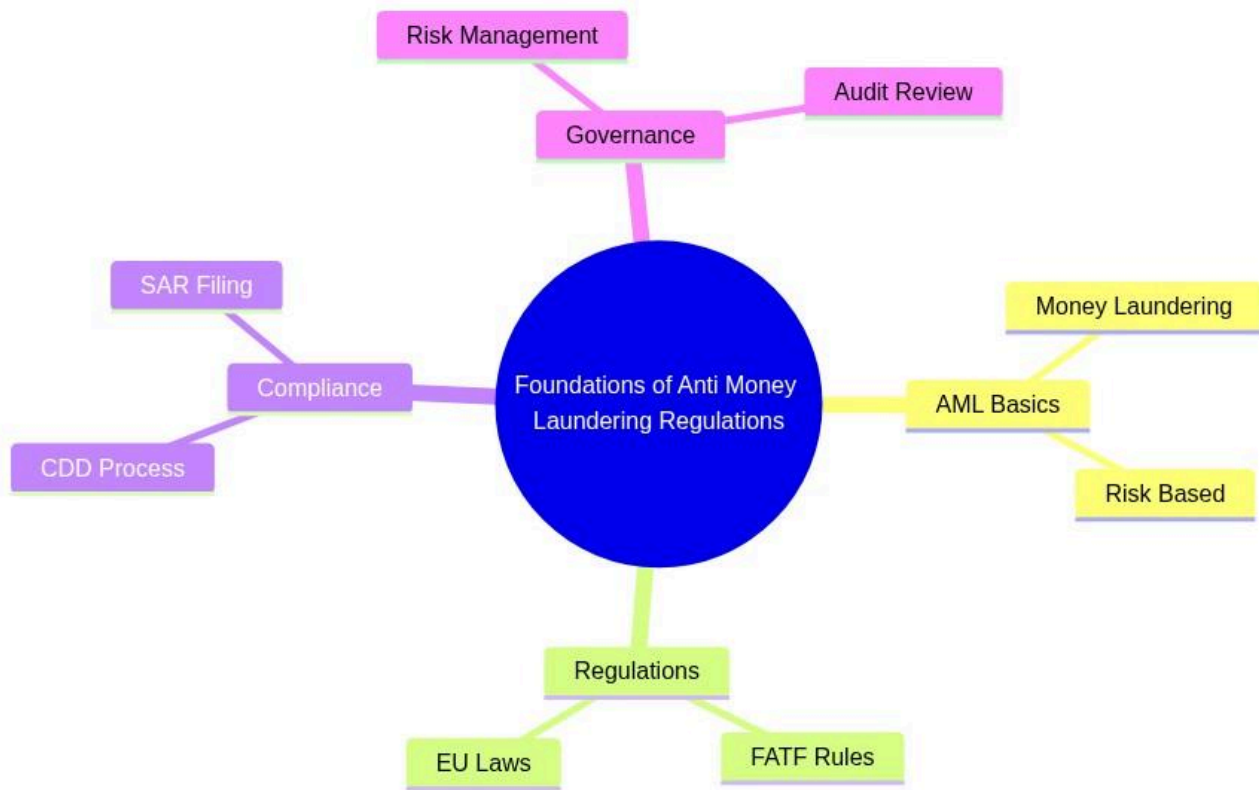 Risk Management
Audit Review
Governance
SAR Filing
Compliance
CDD Process
Foundations of Anti Money
Laundering Regulations
Money Laundering
AML Basics
Risk Based
Regulations
EU Laws
FATF Rules